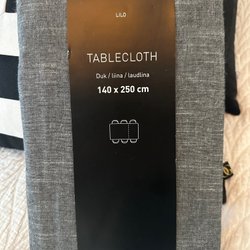 LILO
TABLECLOTH
Duk / liina / laudlina
140 x 250 cm